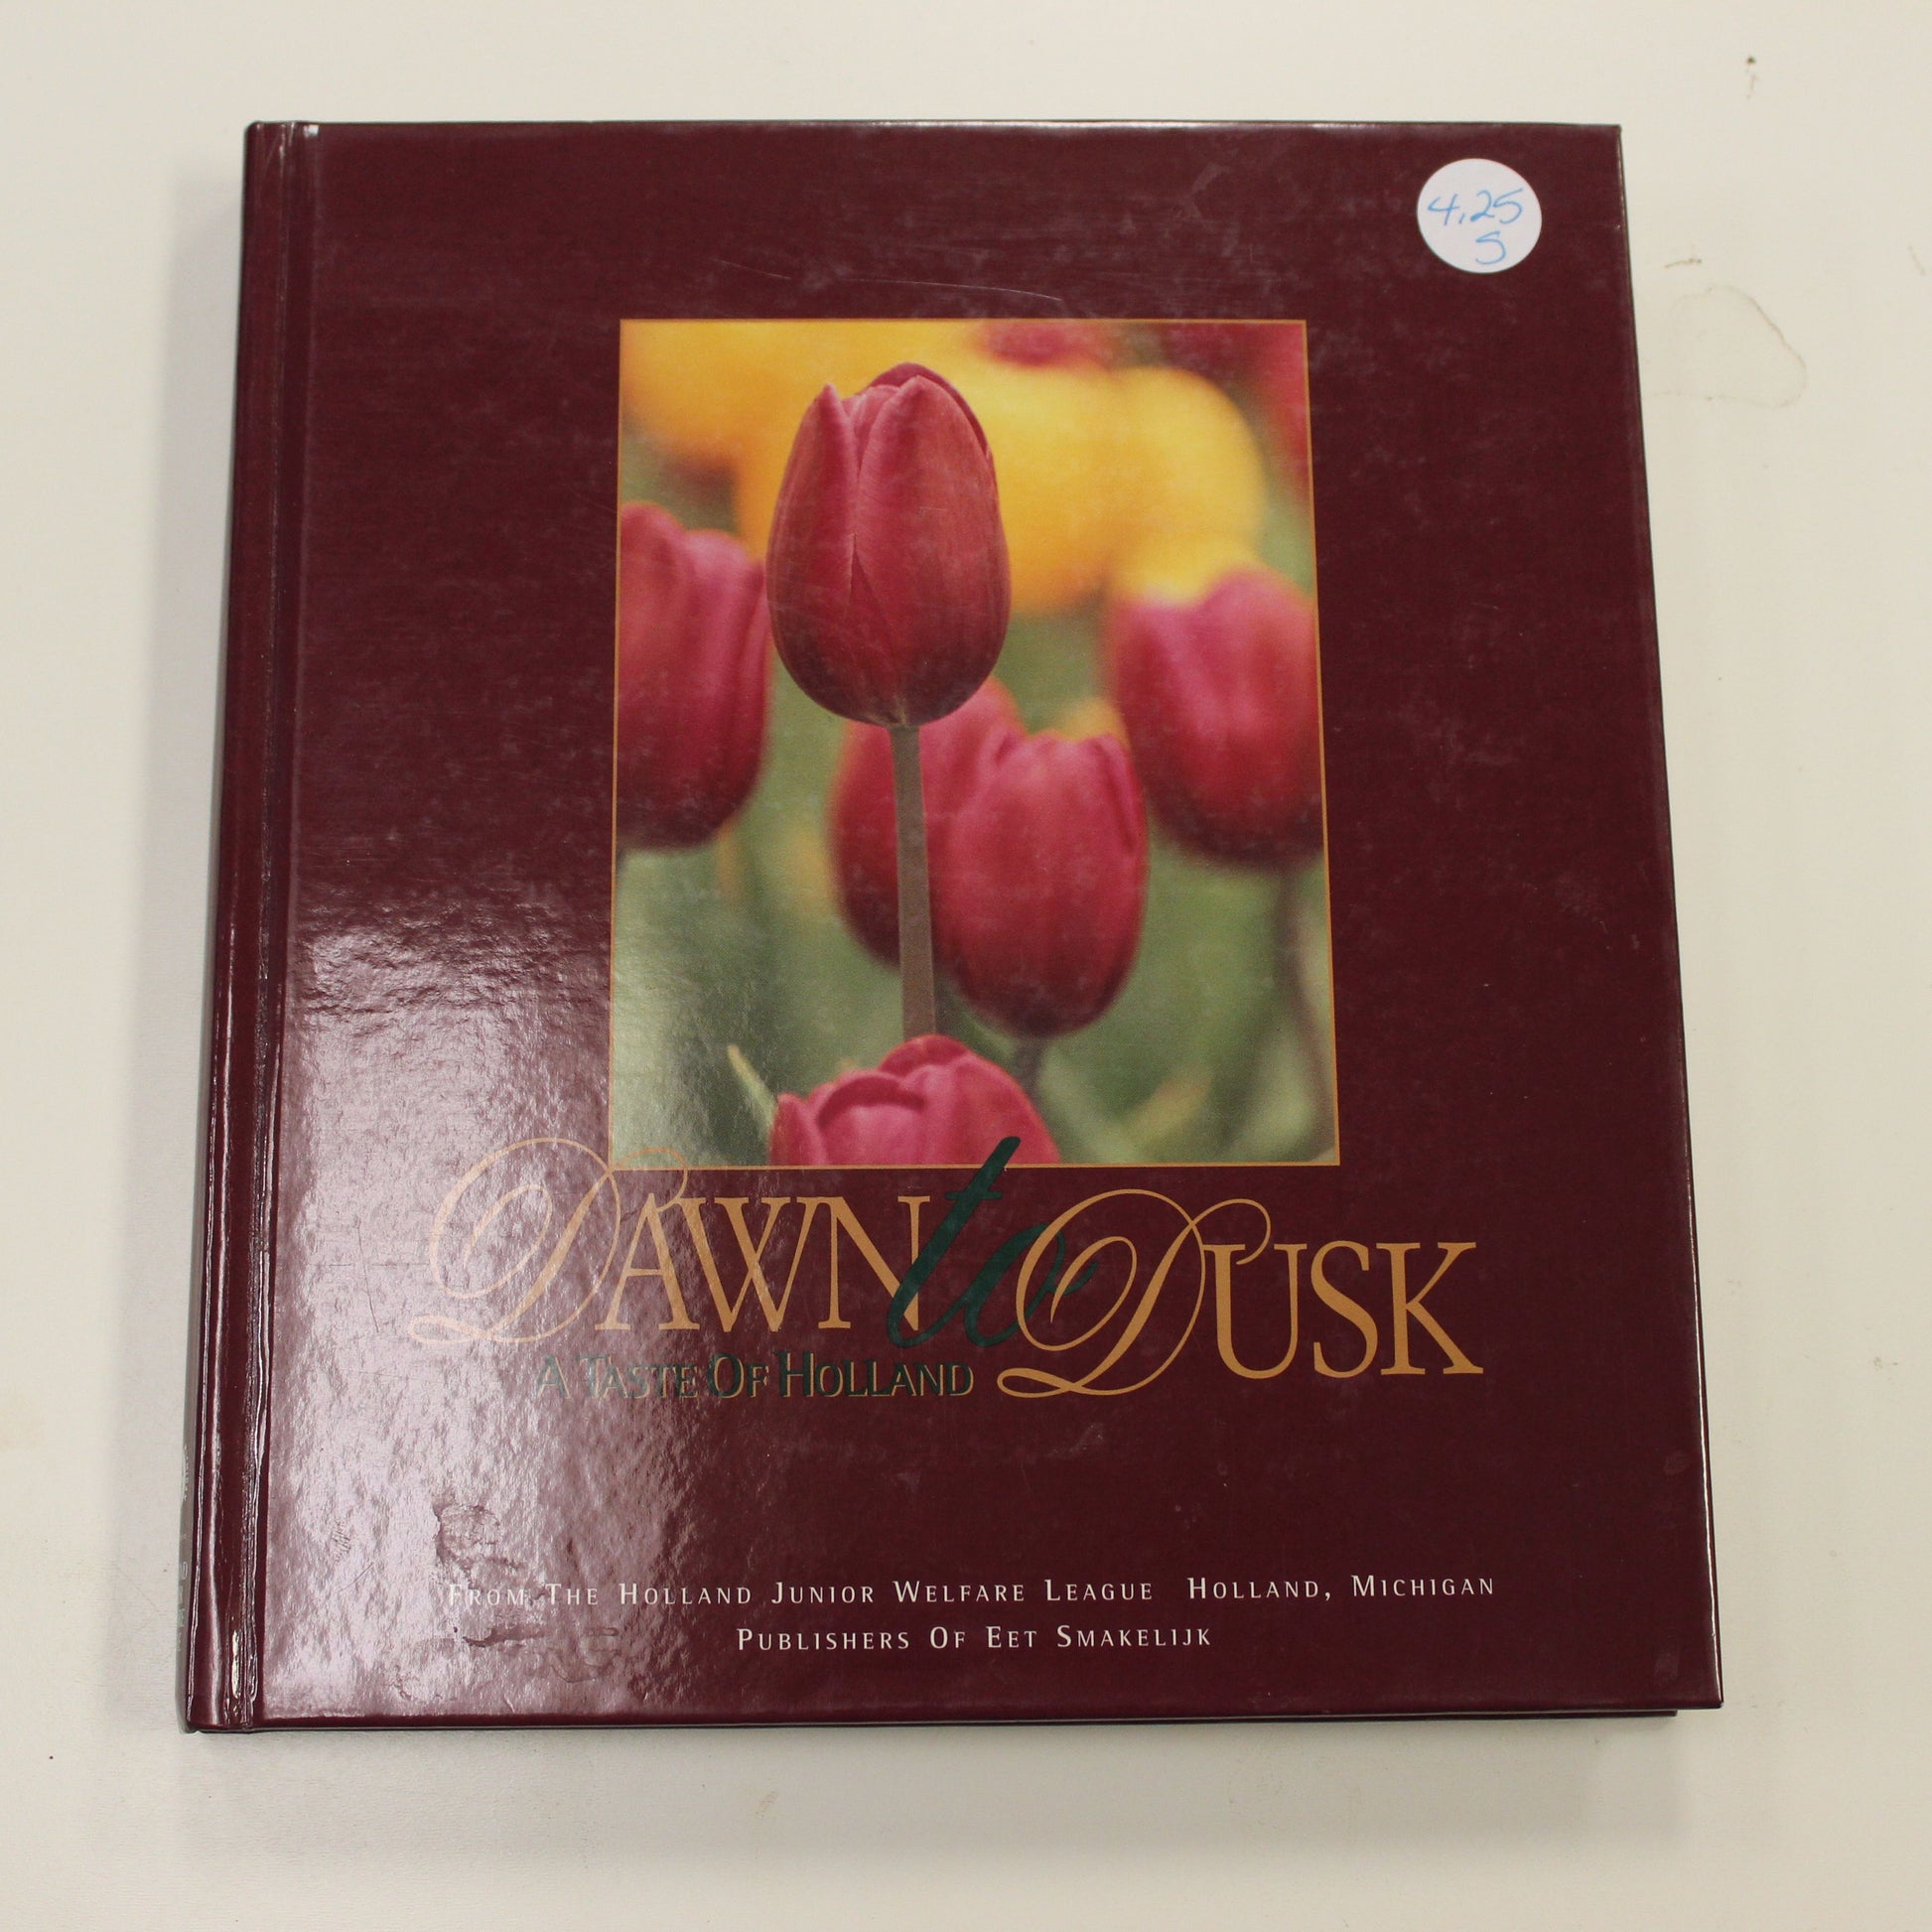 4.25
S
DAWN to DUSK
A TASTE OF HOLLAND
FROM THE HOLLAND JUNIOR WELFARE LEAGUE HOLLAND, MICHIGAN
PUBLISHERS OF EET SMAKELIJK